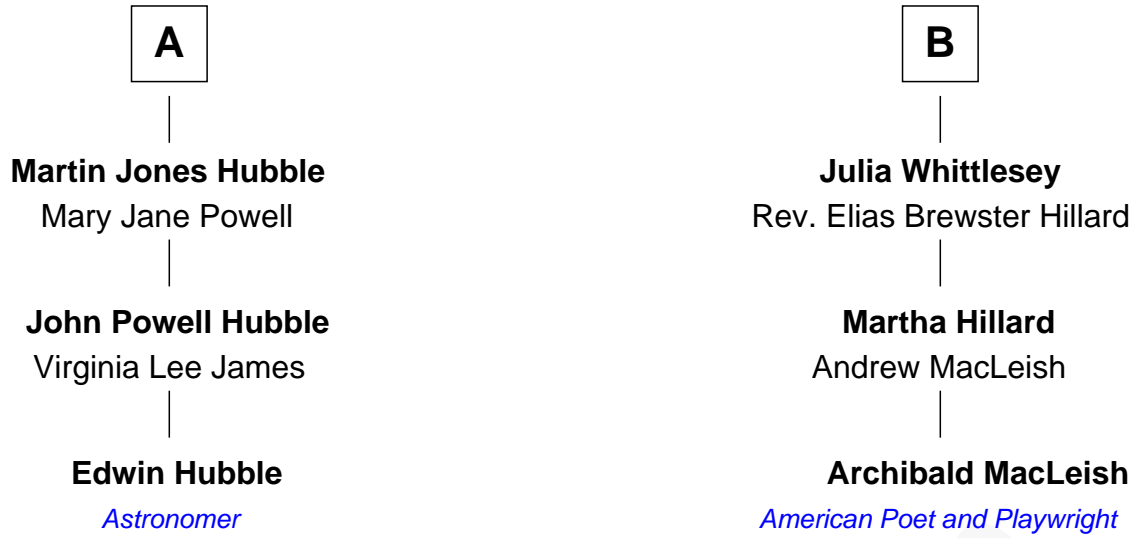 A
Martin Jones Hubble
Mary Jane Powell
John Powell Hubble
Virginia Lee James
Edwin Hubble
Astronomer
B
Julia Whittlesey
Rev. Elias Brewster Hillard
Martha Hillard
Andrew MacLeish
Archibald MacLeish
American Poet and Playwright